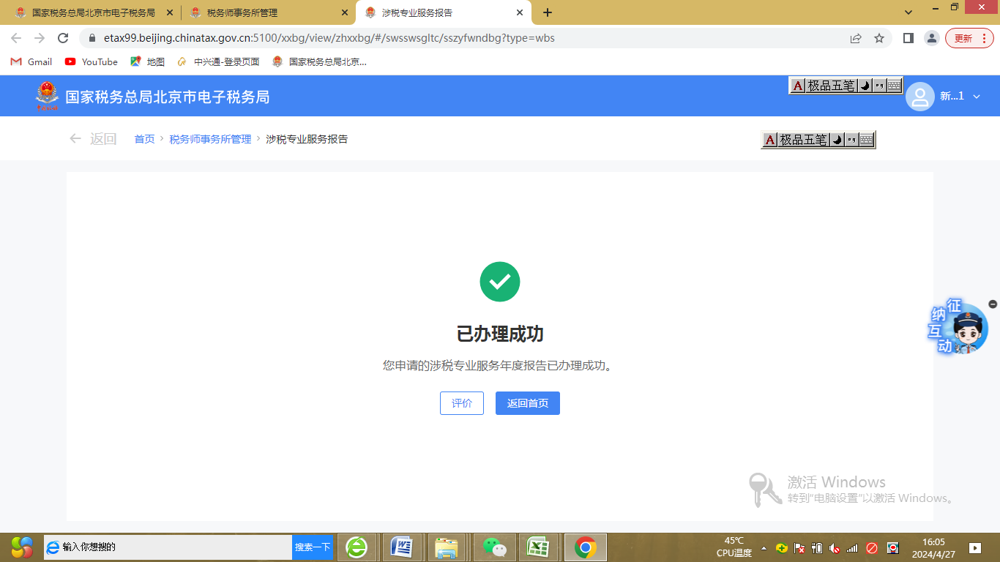 国家税务总局北京市电子税务局
税务师事务所管理
涉税专业服务报告
etax99.beijing.chinatax.gov.cn:5100/xxbg/view/zhxxbg/#/swsswsgltc/sszyfwndbg?type=wbs
更新
Gmail
YouTube
地图
中兴通-登录页面
国家税务总局北京...
国家税务总局北京市电子税务局
A 极品五笔
新...1
返回
首页 > 税务师事务所管理 > 涉税专业服务报告
A 极品五笔
征纳互动
已办理成功
您申请的涉税专业服务年度报告已办理成功。
评价
返回首页
激活 Windows
转到"电脑设置"以激活 Windows。
输入你想搜的
搜索一下
45℃
CPU温度
16:05
2024/4/27